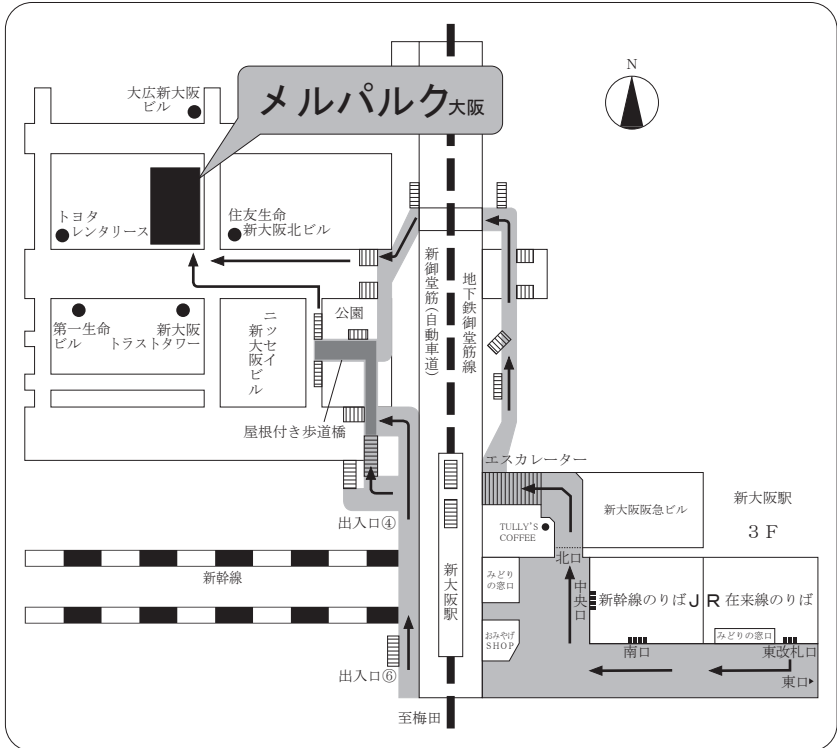 メルパルク大阪
N
大広新大阪
ビル
トヨタ
レンタリース
住友生命
新大阪北ビル
新御堂筋(自動車道)
地下鉄御堂筋線
第一生命
ビル
新大阪
トラストタワー
ニッセイ
新大阪ビル
公園
屋根付き歩道橋
エスカレーター
出入口④
TULLY'S
COFFEE
新大阪阪急ビル
新大阪駅
3F
北口
新幹線
新大阪駅
みどり
の窓口
中央口
新幹線のりば
JR在来線のりば
おみやげ
SHOP
みどりの窓口
南口
東改札口
東口
出入口⑥
至梅田